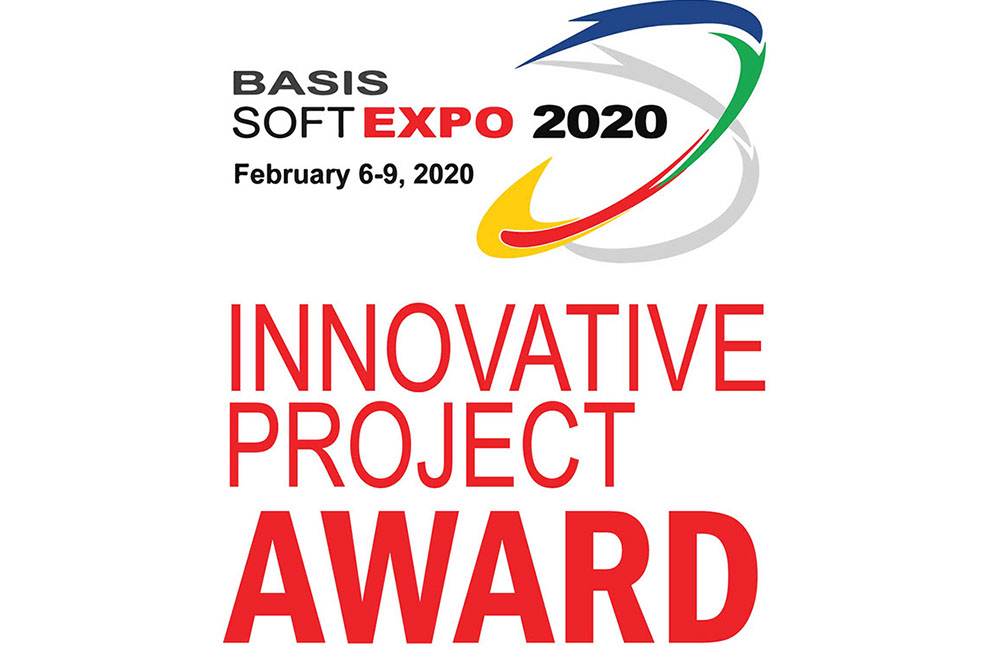 BASIS
SOFT EXPO 2020
February 6-9, 2020
INNOVATIVE
PROJECT
AWARD